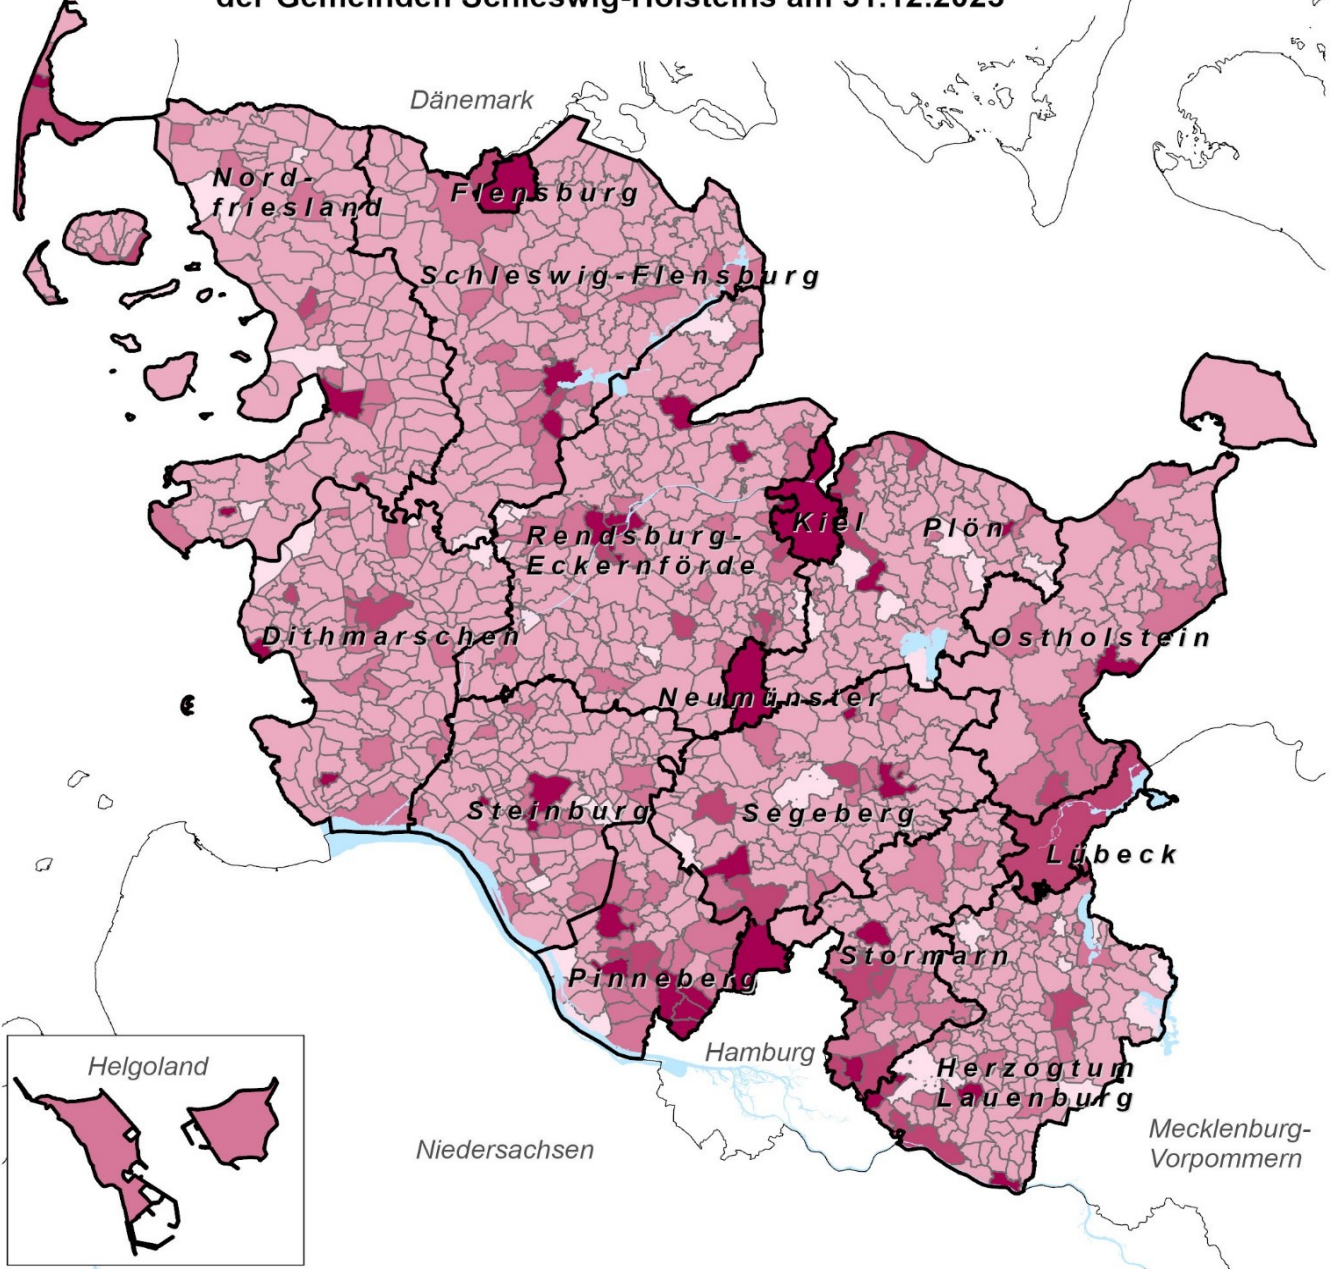 der Gemeinden Schleswig-Holsteins am 31.12.2023
Dänemark
Nord-
friesland
Flensburg
Schleswig-Flensburg
Kiel
Plön
Rendsburg-
Eckernförde
Dithmarschen
Ostholstein
Neumünster
Steinburg
Segeberg
Lübeck
Stormarn
Pinneberg
Hamburg
Helgoland
Herzogtum
Lauenburg
Niedersachsen
Mecklenburg-
Vorpommern